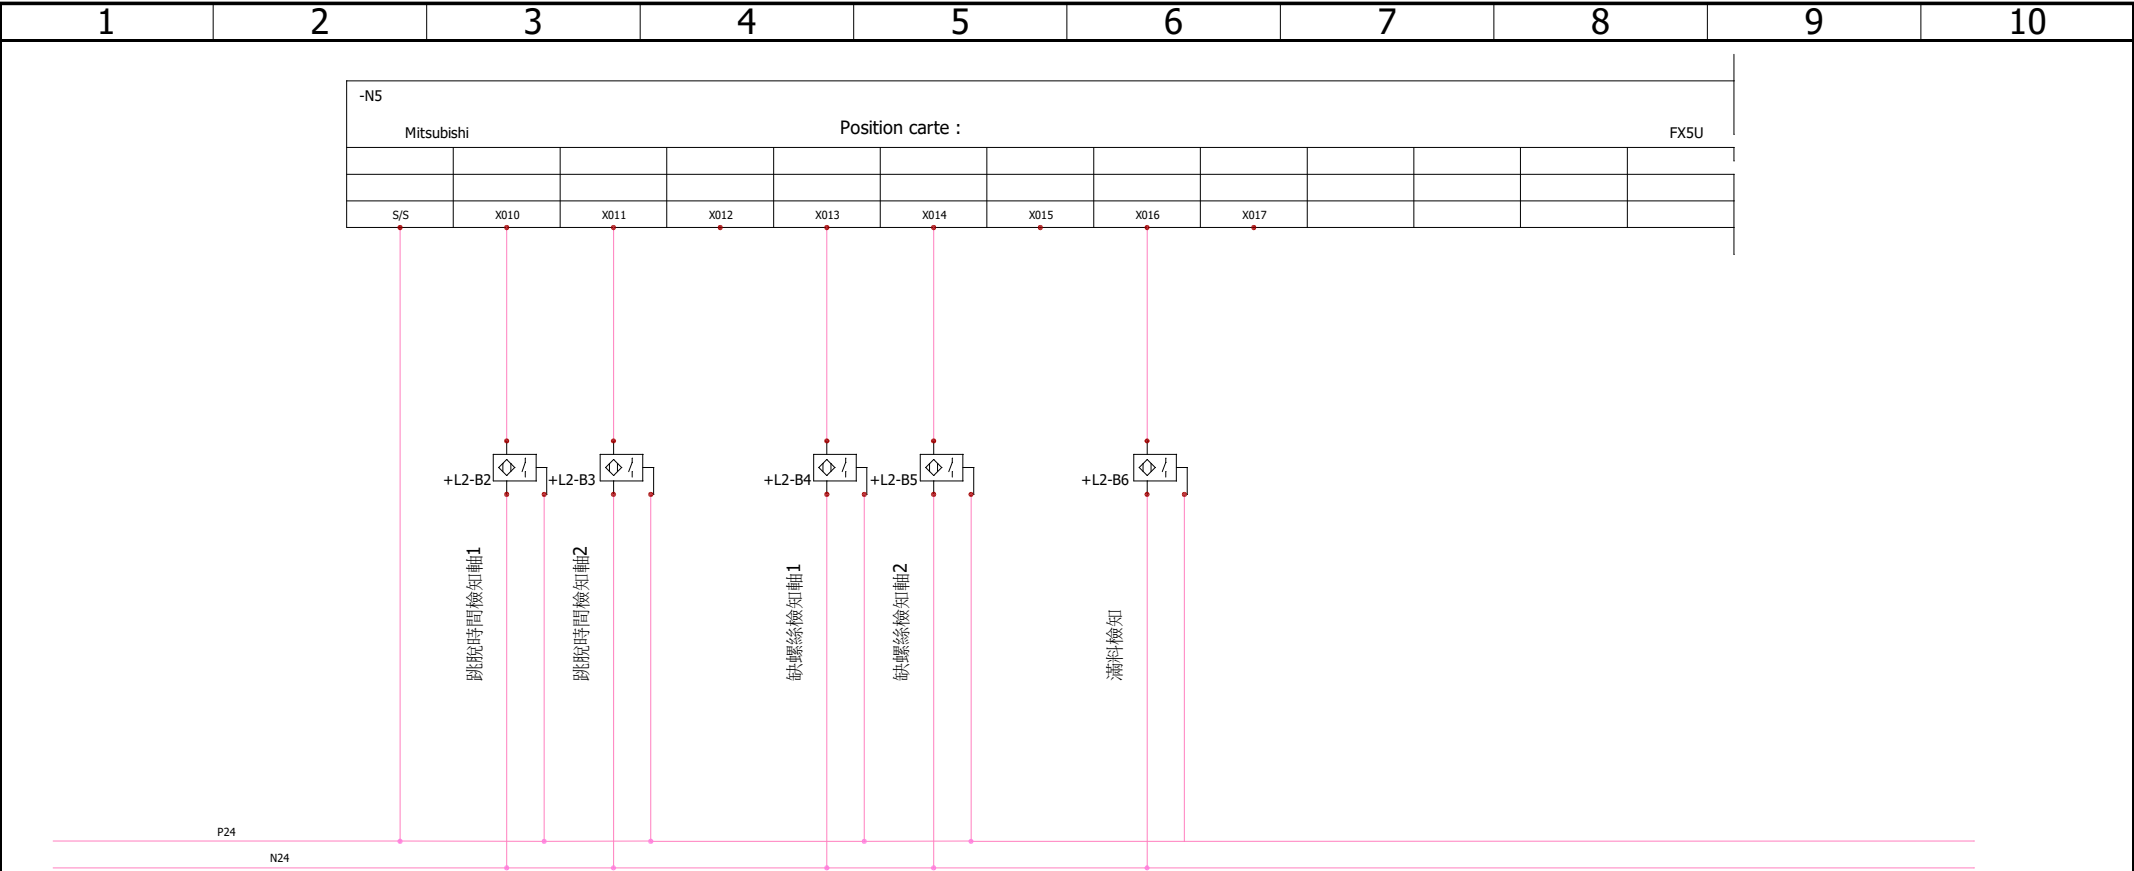 1 2 3 4 5 6 7 8 9 10
-N5
Mitsubishi Position carte : FX5U
S/S X010 X011 X012 X013 X014 X015 X016 X017
+L2-B2 +L2-B3 +L2-B4 +L2-B5 +L2-B6
跳脫時間檢知軸1
跳脫時間檢知軸2
缺螺絲檢知軸1
缺螺絲檢知軸2
滿料檢知
P24
N24